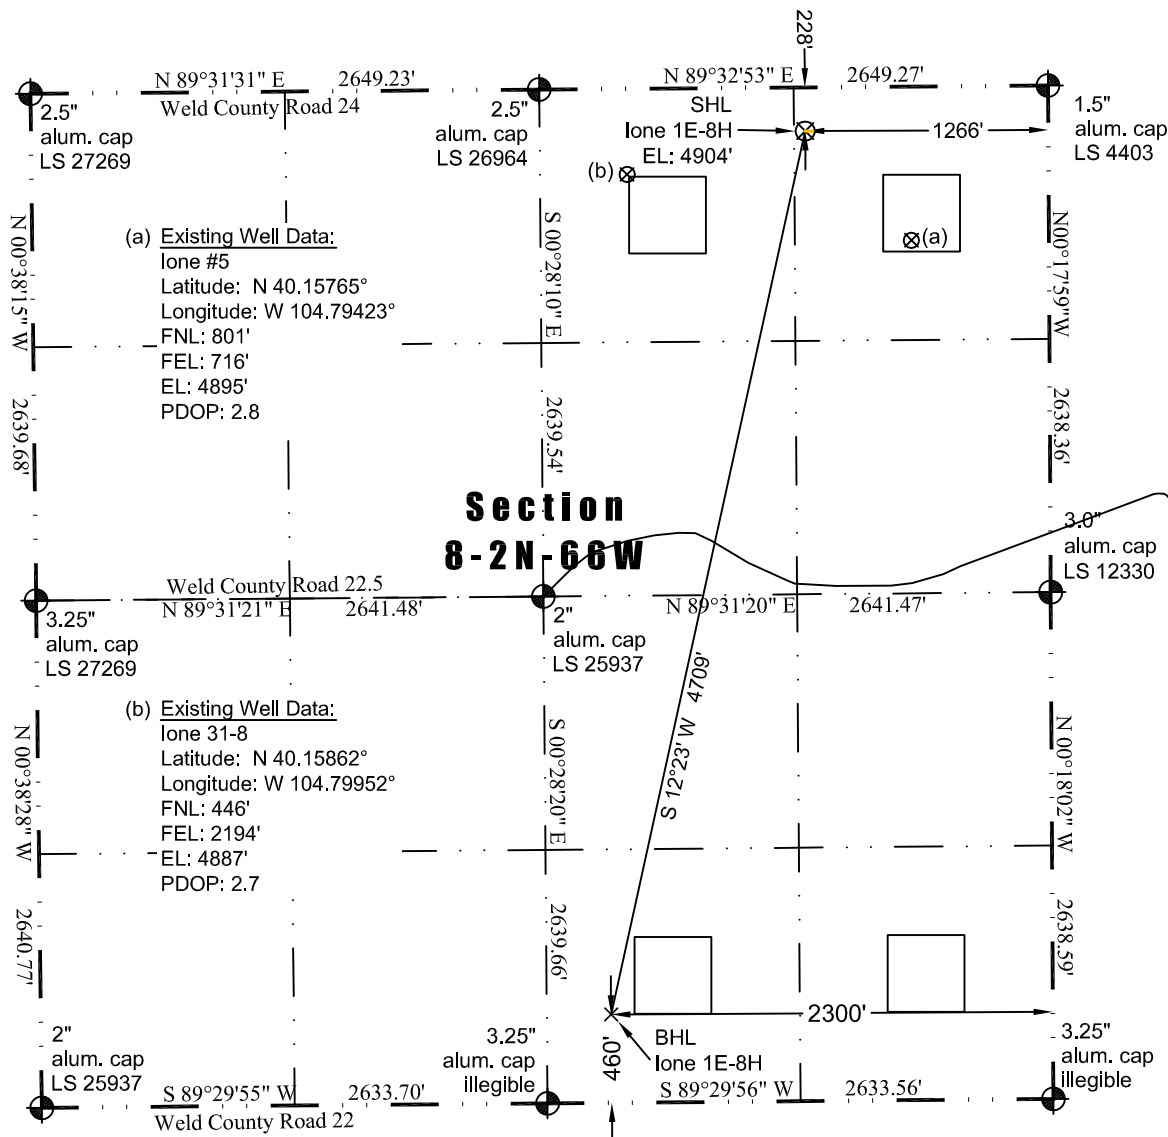 228'
N 89°31'31" E 2649.23'
Weld County Road 24
N 89°32'53" E 2649.27'
2.5"
alum. cap
LS 27269
2.5"
alum. cap
LS 26964
SHL
Ione 1E-8H
EL: 4904'
1266'
1.5"
alum. cap
LS 4403
(b)
(a)
N 00°38'15" W
2639.68'
S 00°28'10" E
2639.54'
N00°17'59"W
2638.36'
(a) Existing Well Data:
Ione #5
Latitude: N 40.15765°
Longitude: W 104.79423°
FNL: 801'
FEL: 716'
EL: 4895'
PDOP: 2.8
Section
8-2N-66W
3.0"
alum. cap
LS 12330
Weld County Road 22.5
N 89°31'21" E 2641.48'
N 89°31'20" E 2641.47'
3.25"
alum. cap
LS 27269
2"
alum. cap
LS 25937
S 12°23' W 4709'
(b) Existing Well Data:
Ione 31-8
Latitude: N 40.15862°
Longitude: W 104.79952°
FNL: 446'
FEL: 2194'
EL: 4887'
PDOP: 2.7
N 00°38'28" W
2640.77'
S 00°28'20" E
2639.66'
N 00°18'02" W
2638.59'
2300'
460'
BHL
Ione 1E-8H
2"
alum. cap
LS 25937
3.25"
alum. cap
illegible
3.25"
alum. cap
illegible
S 89°29'55" W 2633.70'
Weld County Road 22
S 89°29'56" W 2633.56'